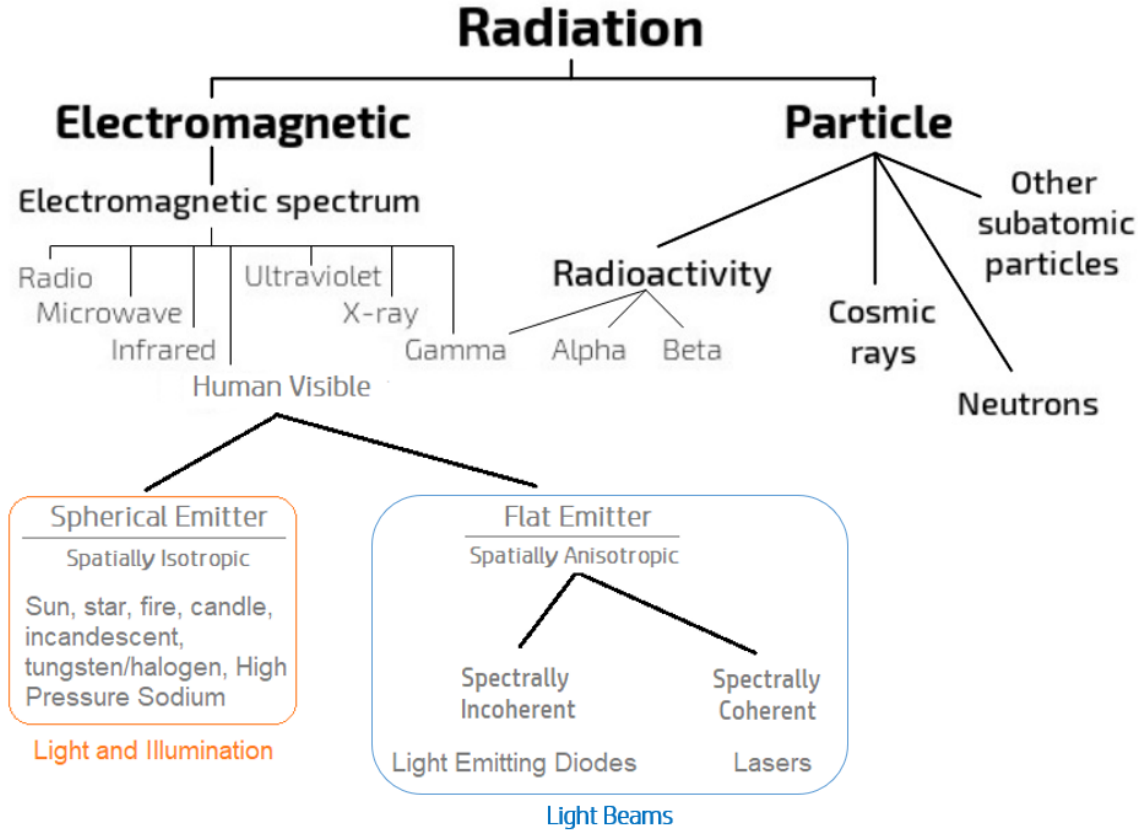 Radiation
Electromagnetic
Particle
Electromagnetic spectrum
Radio
Microwave
Infrared
Human Visible
Ultraviolet
X-ray
Gamma
Radioactivity
Alpha
Beta
Cosmic
rays
Neutrons
Other
subatomic
particles
Spherical Emitter
Spatially Isotropic
Sun, star, fire, candle,
incandescent,
tungsten/halogen, High
Pressure Sodium
Light and Illumination
Flat Emitter
Spatially Anisotropic
Spectrally
Incoherent
Light Emitting Diodes
Spectrally
Coherent
Lasers
Light Beams